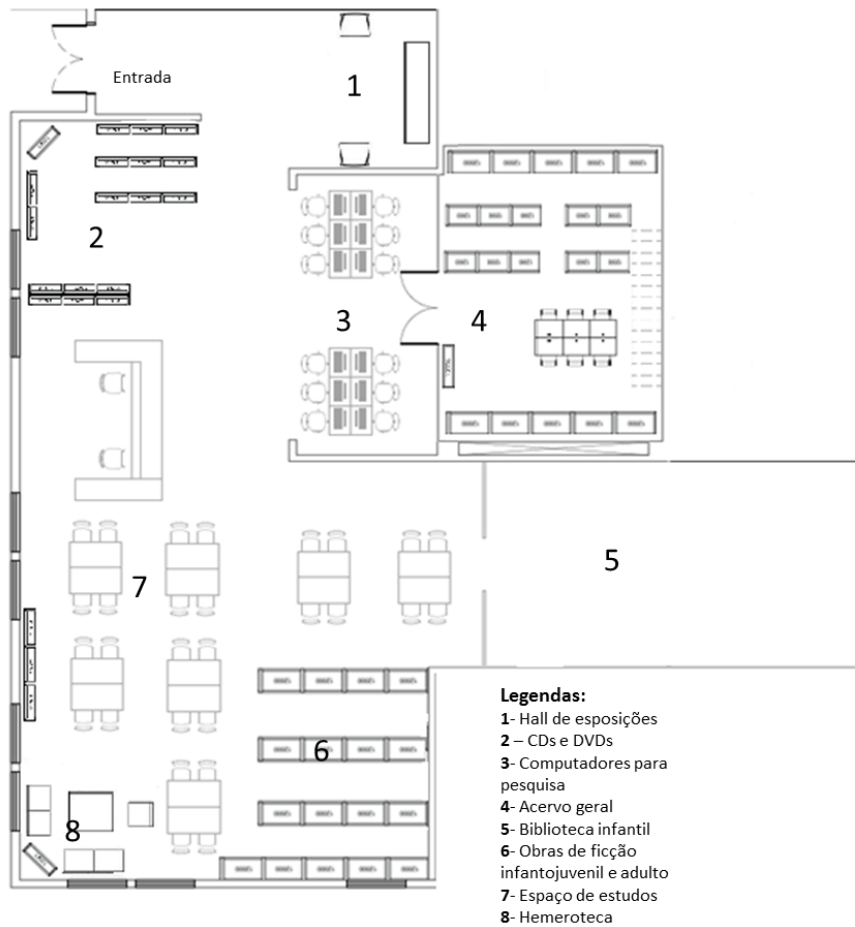 Entrada
1
2
3
4
5
7
6
8
Legendas:
1- Hall de esposições
2 – CDs e DVDs
3- Computadores para
pesquisa
4- Acervo geral
5- Biblioteca infantil
6- Obras de ficção
infantojuvenil e adulto
7- Espaço de estudos
8- Hemeroteca